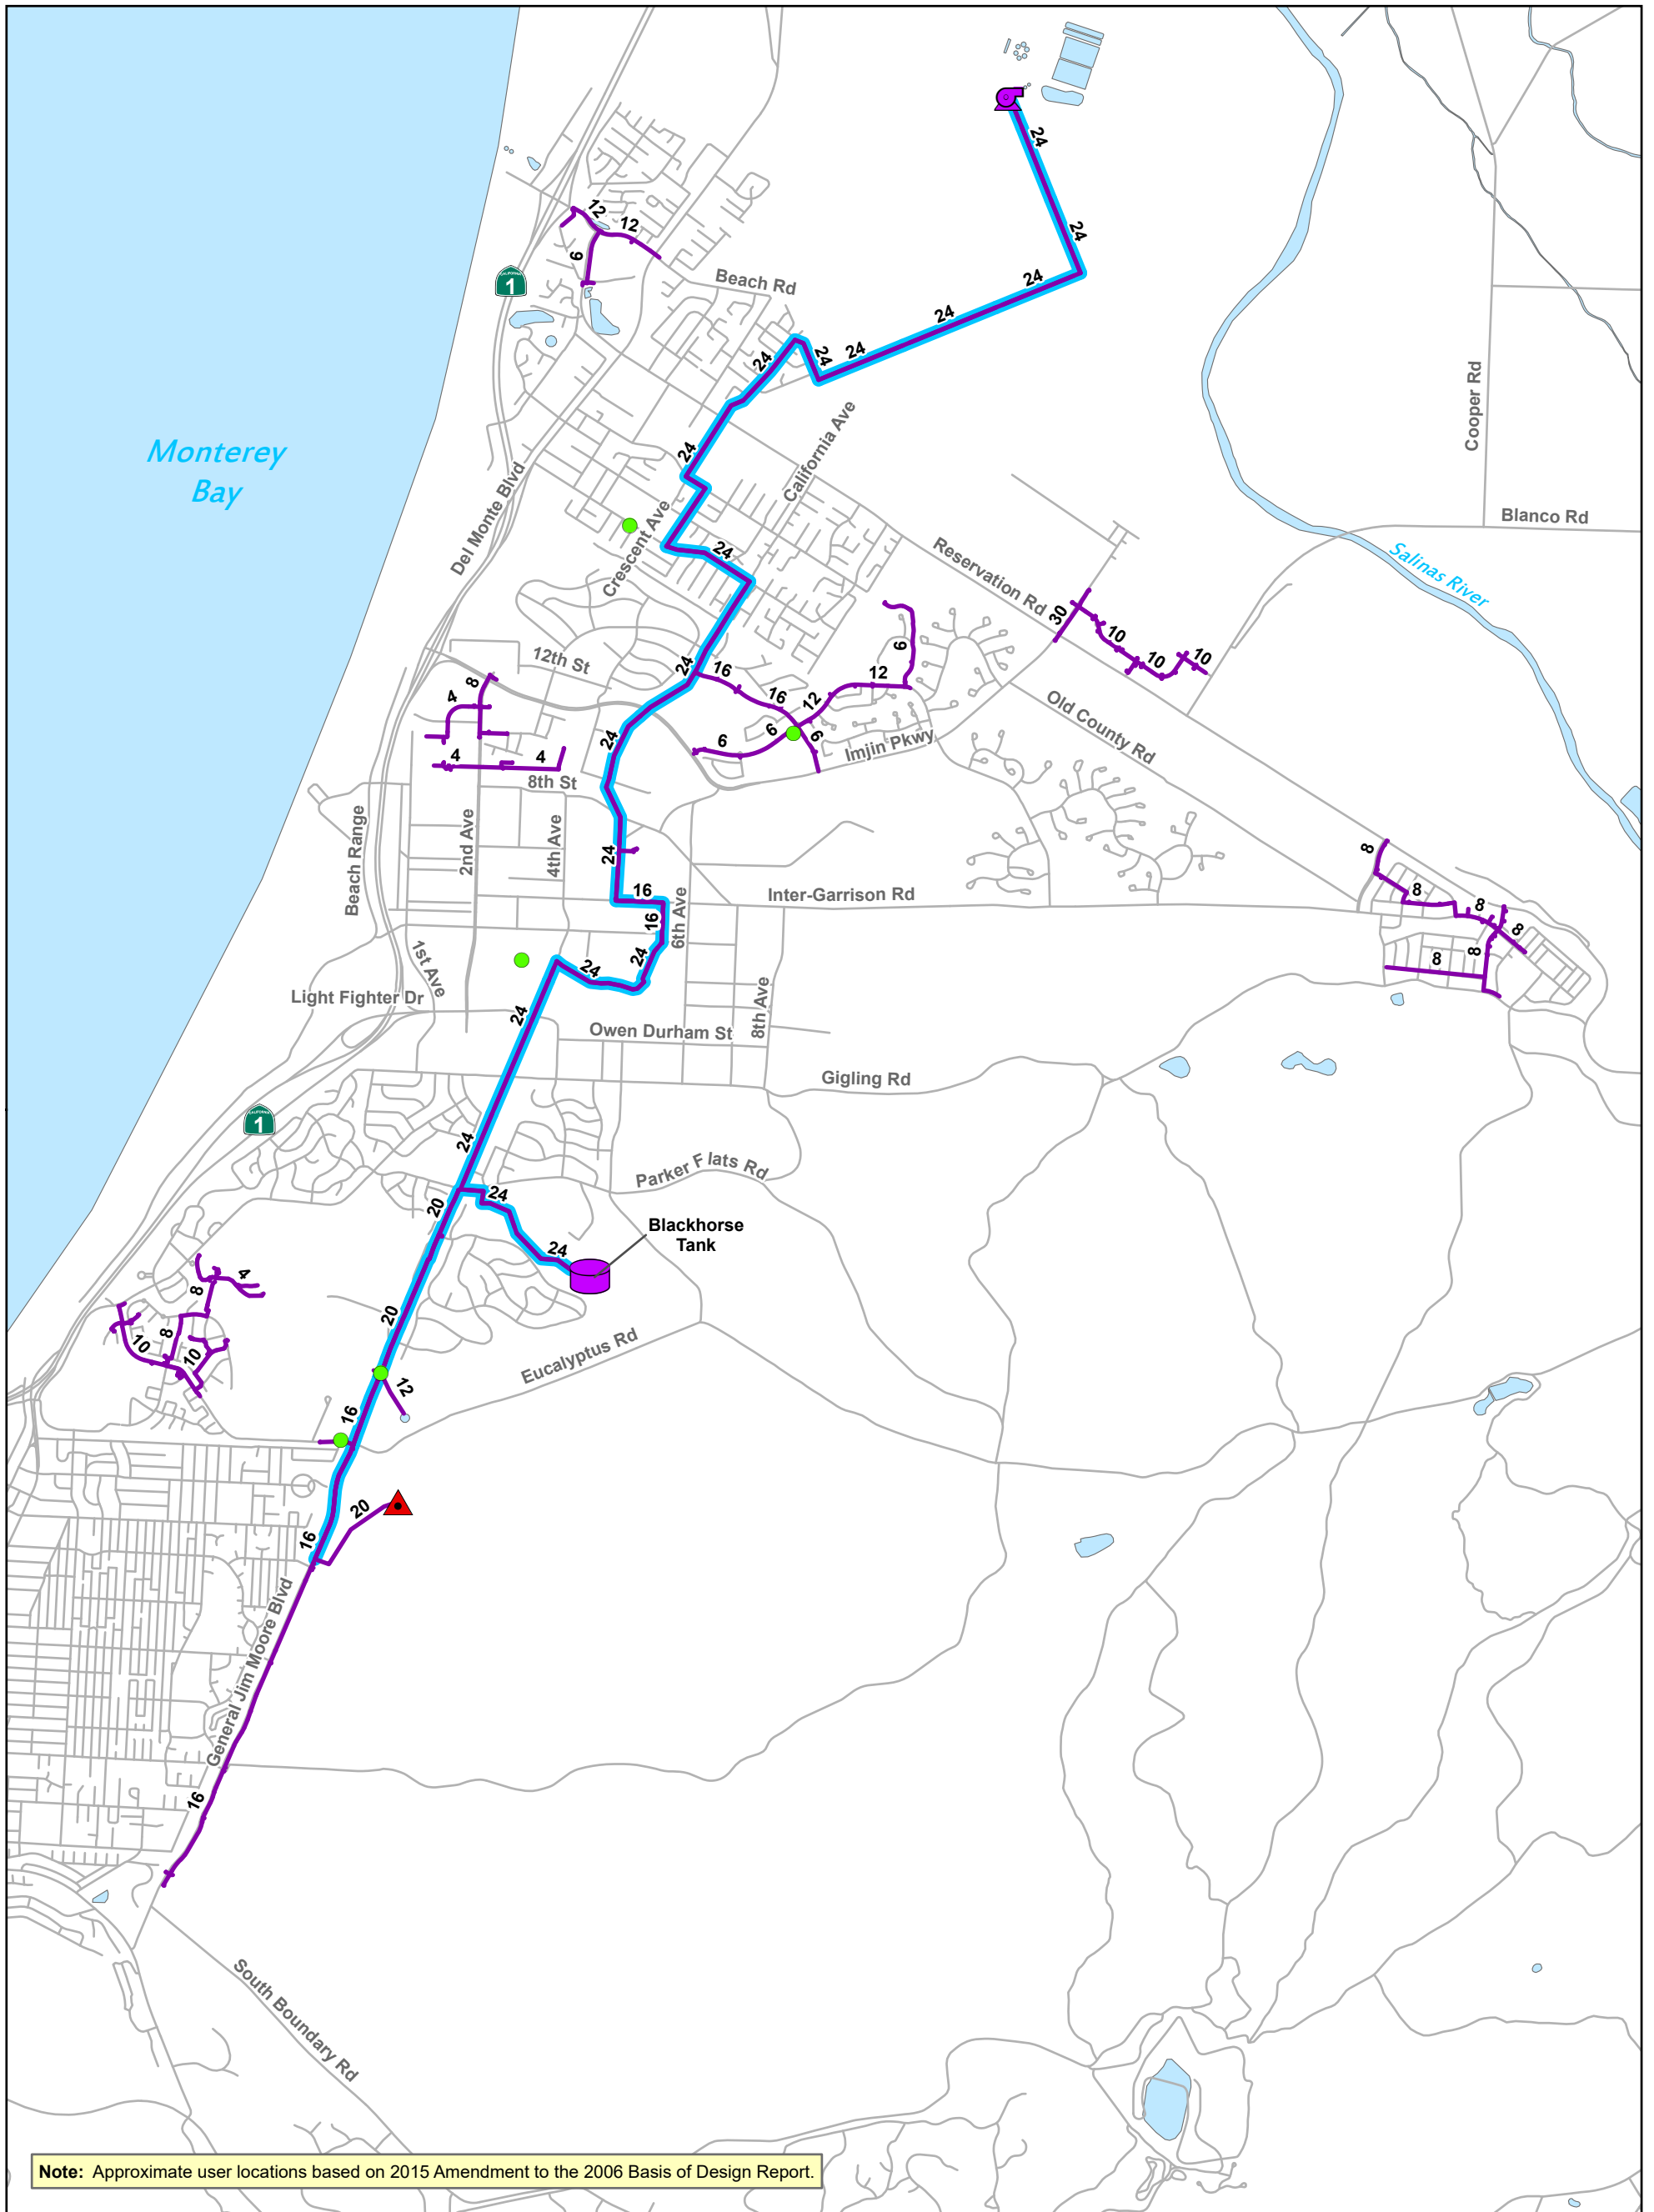 24
24
24
24
24
24
24
24
24
12
12
6
CALIFORNIA
1
Beach Rd
Cooper Rd
California Ave
Monterey
Bay
Del Monte Blvd
Crescent Ave
Blanco Rd
Reservation Rd
Salinas River
30
10
10
10
12th St
24
16
16
12
12
6
6
6
6
Imjin Pkwy
Old County Rd
8
4
4
4
8th St
24
24
Beach Range
2nd Ave
4th Ave
16
16
6th Ave
Inter-Garrison Rd
8
8
8
8
8
8
1st Ave
24
24
24
8th Ave
Light Fighter Dr
Owen Durham St
Gigling Rd
CALIFORNIA
1
24
Parker Flats Rd
24
20
Blackhorse
Tank
24
4
8
8
10
10
20
Eucalyptus Rd
12
16
20
16
General Jim Moore Blvd
16
South Boundary Rd
Note: Approximate user locations based on 2015 Amendment to the 2006 Basis of Design Report.